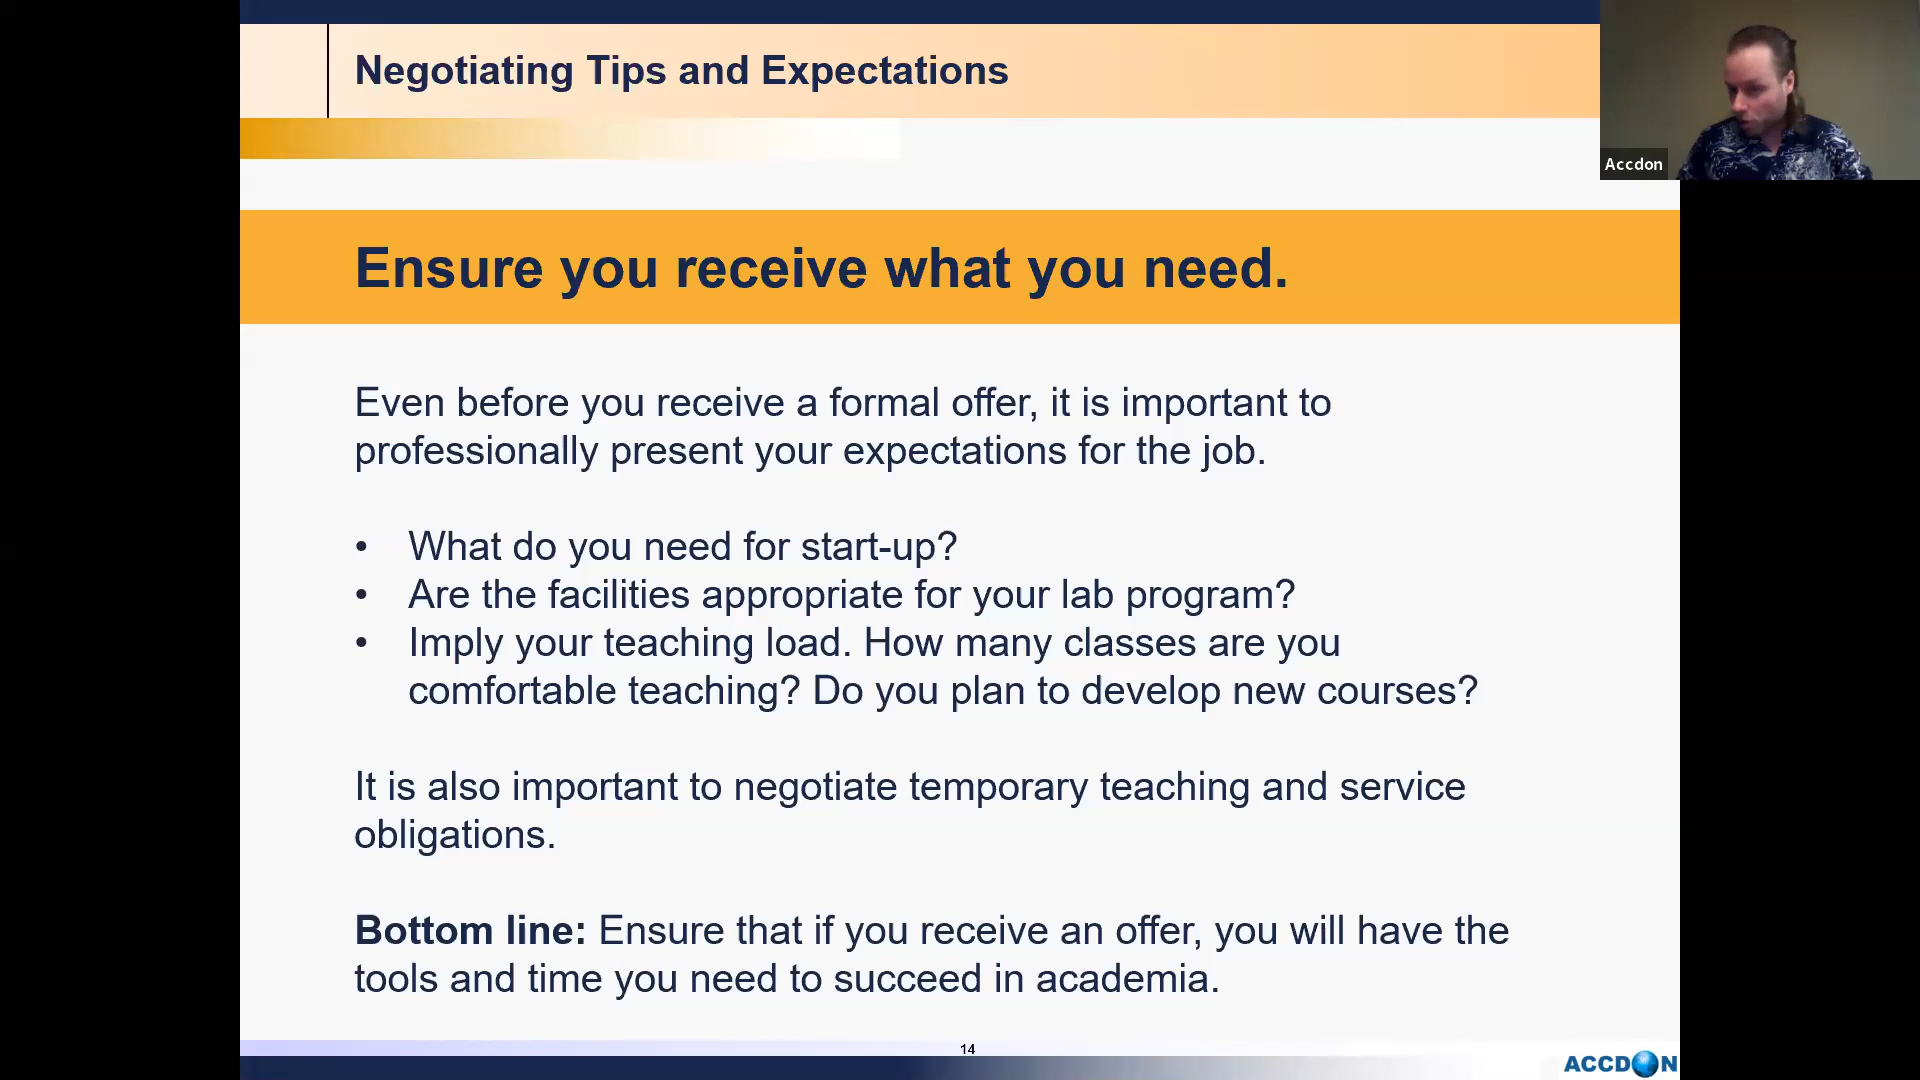 Negotiating Tips and Expectations
Accdon
Ensure you receive what you need.
Even before you receive a formal offer, it is important to
professionally present your expectations for the job.
• What do you need for start-up?
• Are the facilities appropriate for your lab program?
• Imply your teaching load. How many classes are you
comfortable teaching? Do you plan to develop new courses?
It is also important to negotiate temporary teaching and service
obligations.
Bottom line: Ensure that if you receive an offer, you will have the
tools and time you need to succeed in academia.
14
ACCDON